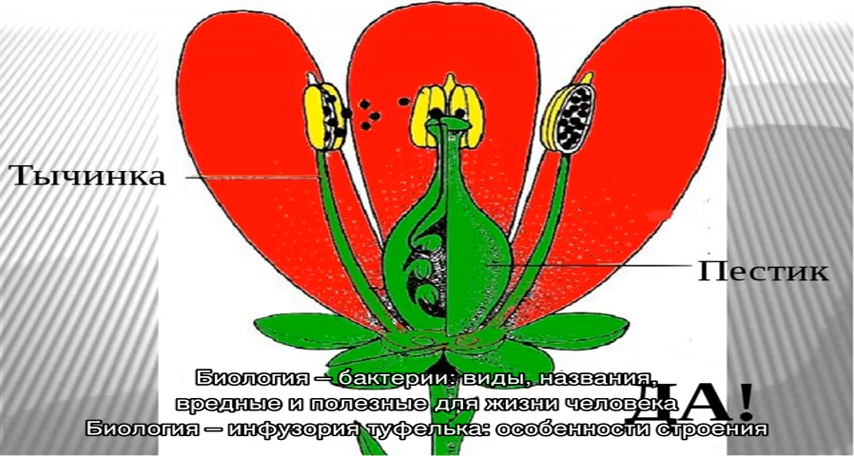 Тычинка
Пестик
ДА!
Биология – бактерии: виды, названия,
вредные и полезные для жизни человека
Биология – инфузория туфелька: особенности строения